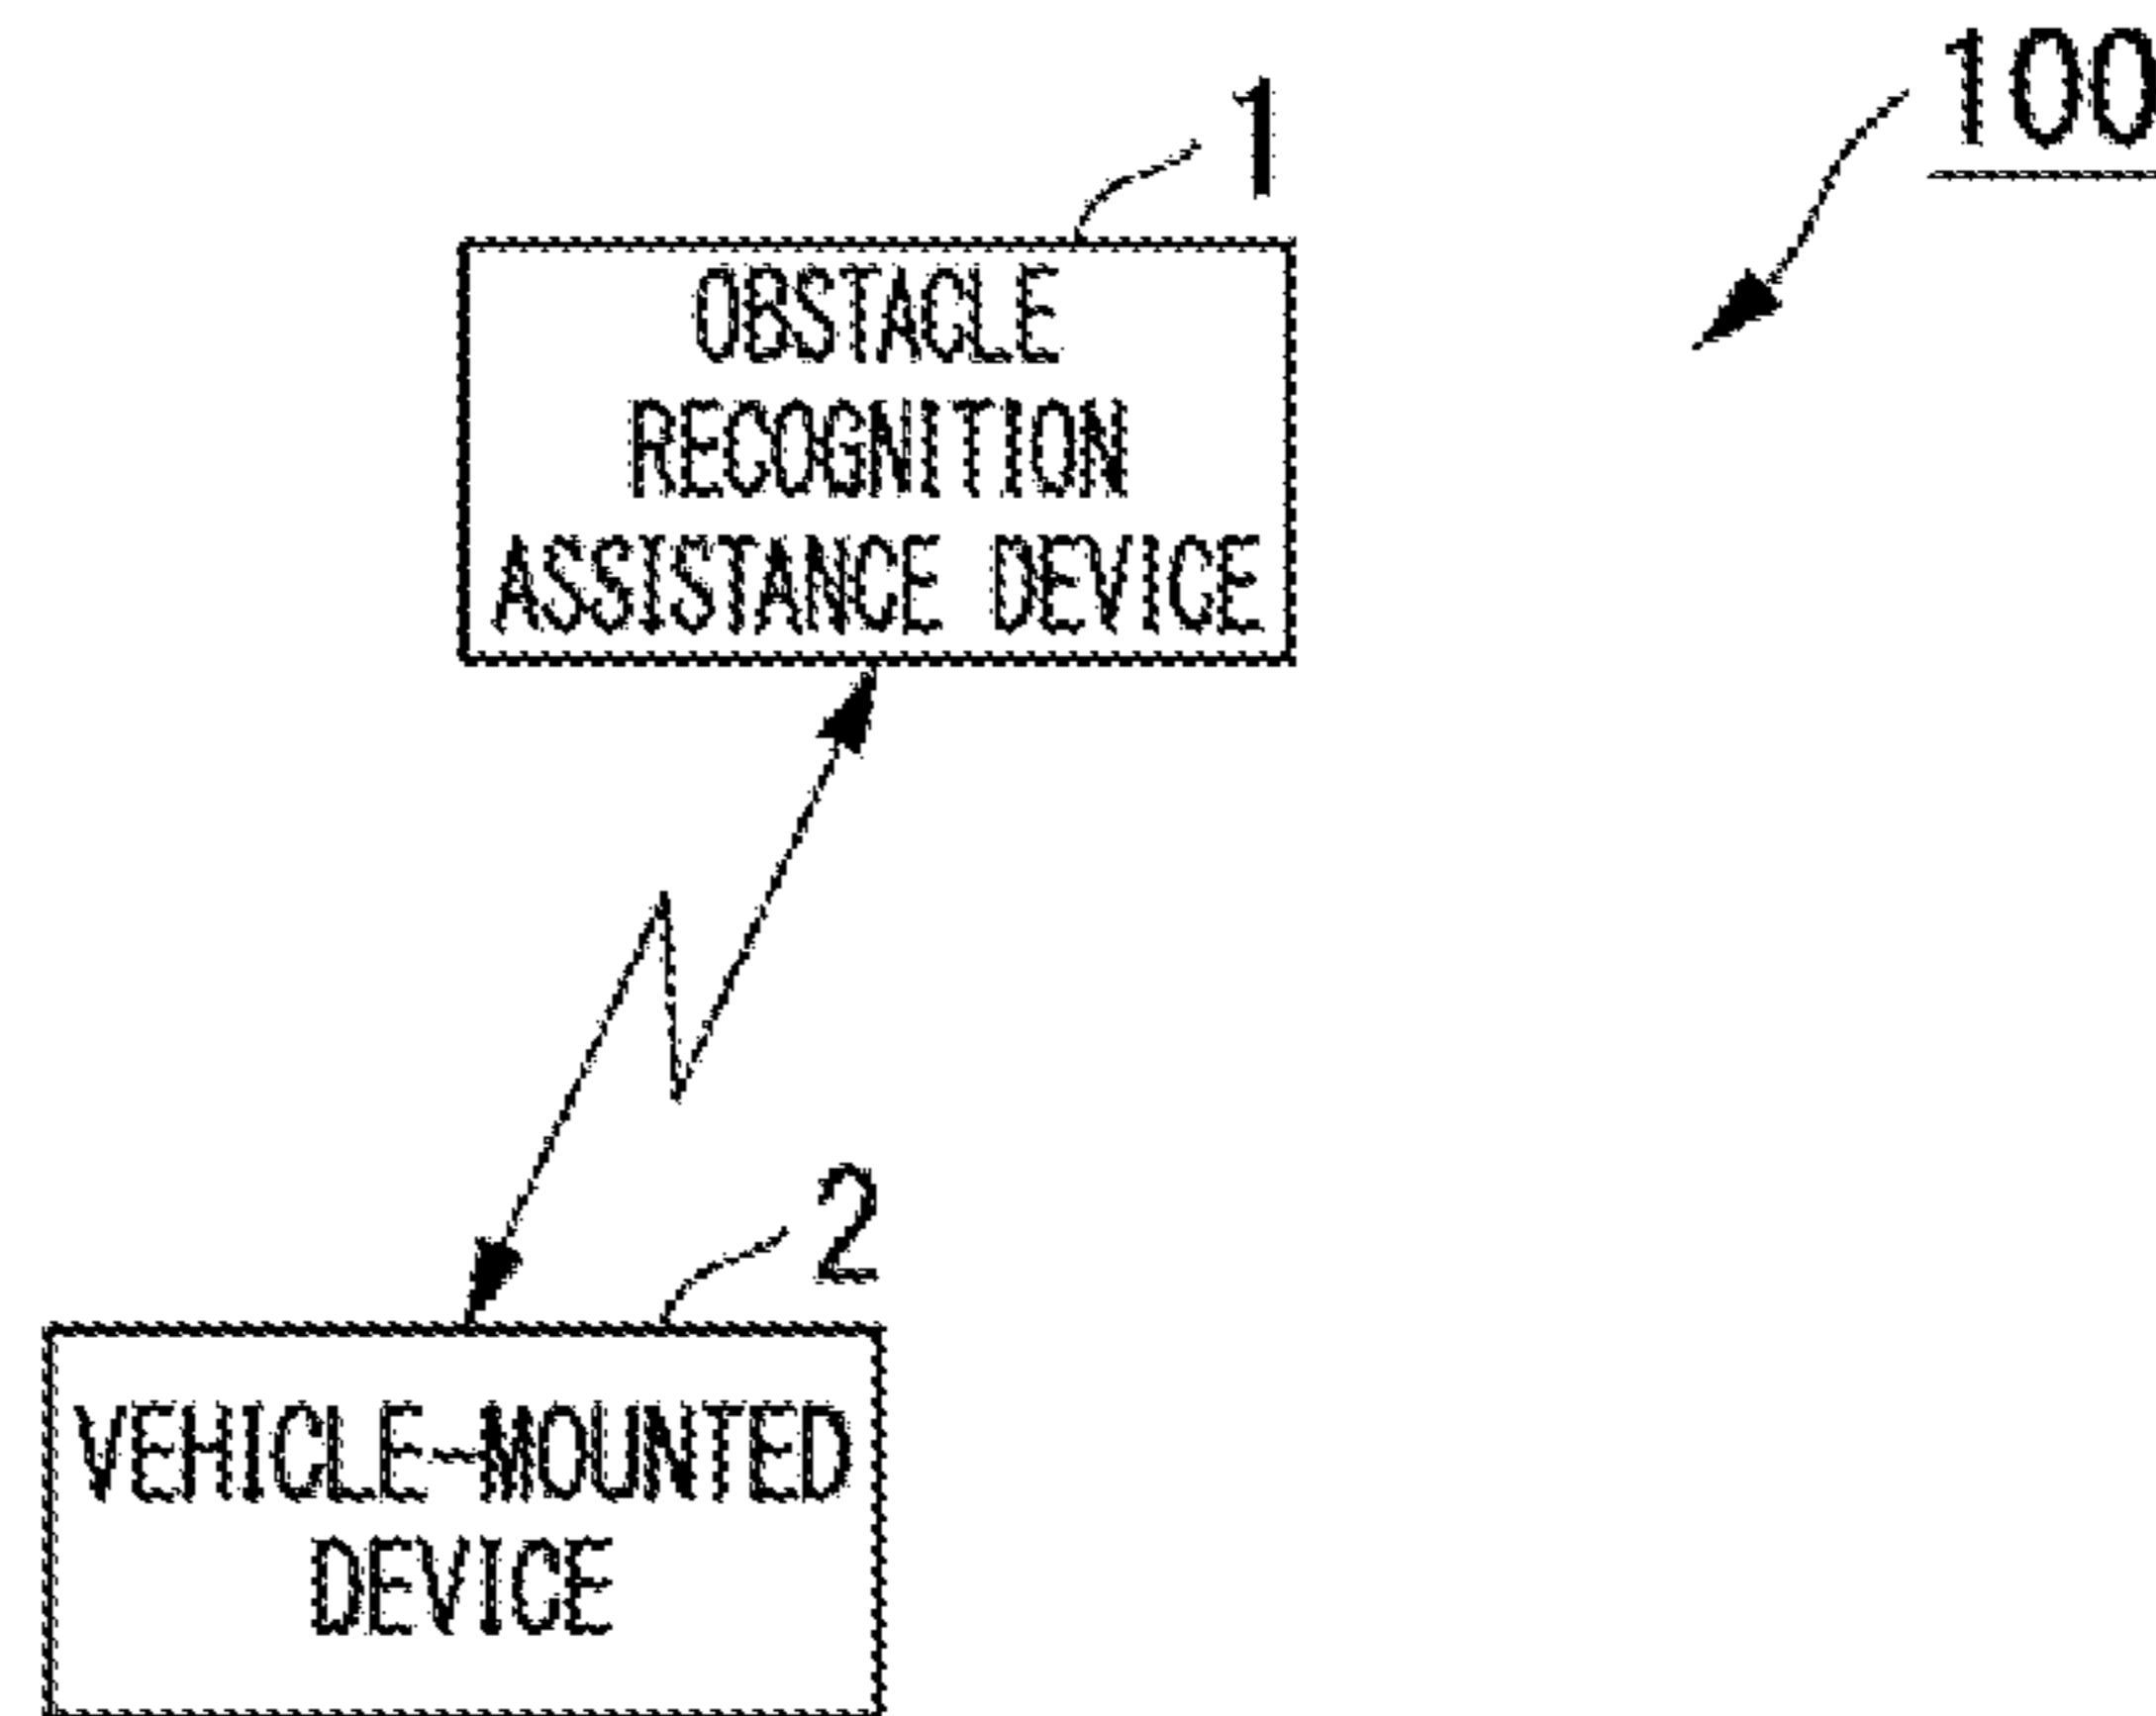 100
1
OBSTACLE
RECOGNITION
ASSISTANCE DEVICE
2
VEHICLE-MOUNTED
DEVICE